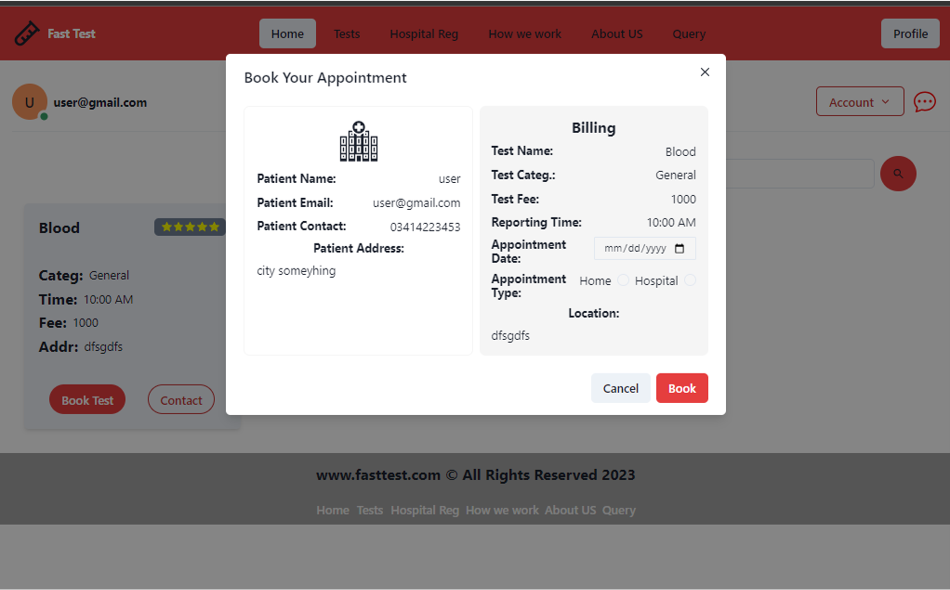 Fast Test
Home Tests Hospital Reg How we work About US Query
Profile
U user@gmail.com
Account
Blood
Categ: General
Time: 10:00 AM
Fee: 1000
Addr: dfsgdfs
Book Test Contact
Book Your Appointment
Patient Name: user
Patient Email: user@gmail.com
Patient Contact: 03414223453
Patient Address:
city someyhing
Billing
Test Name: Blood
Test Categ.: General
Test Fee: 1000
Reporting Time: 10:00 AM
Appointment
Date: mm/dd/yyyy
Appointment
Type: Home Hospital
Location:
dfsgdfs
Cancel Book
www.fasttest.com © All Rights Reserved 2023
Home Tests Hospital Reg How we work About US Query